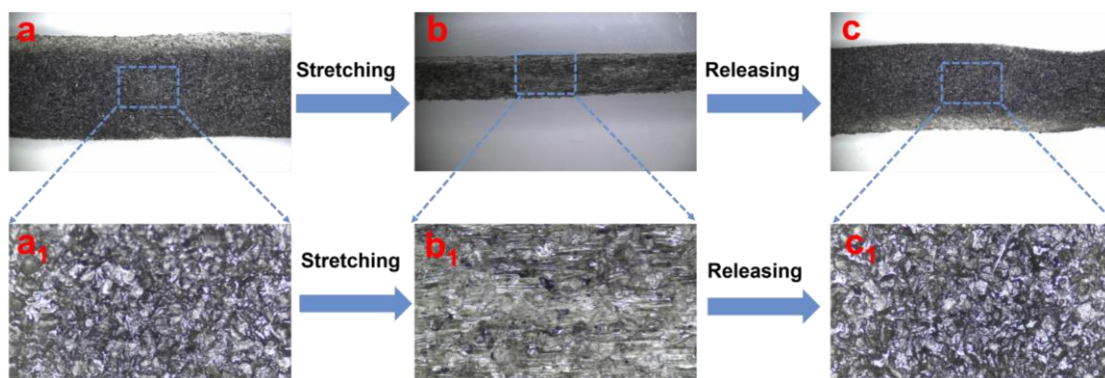 a
Stretching
b
Releasing
c
a1
Stretching
b1
Releasing
c1